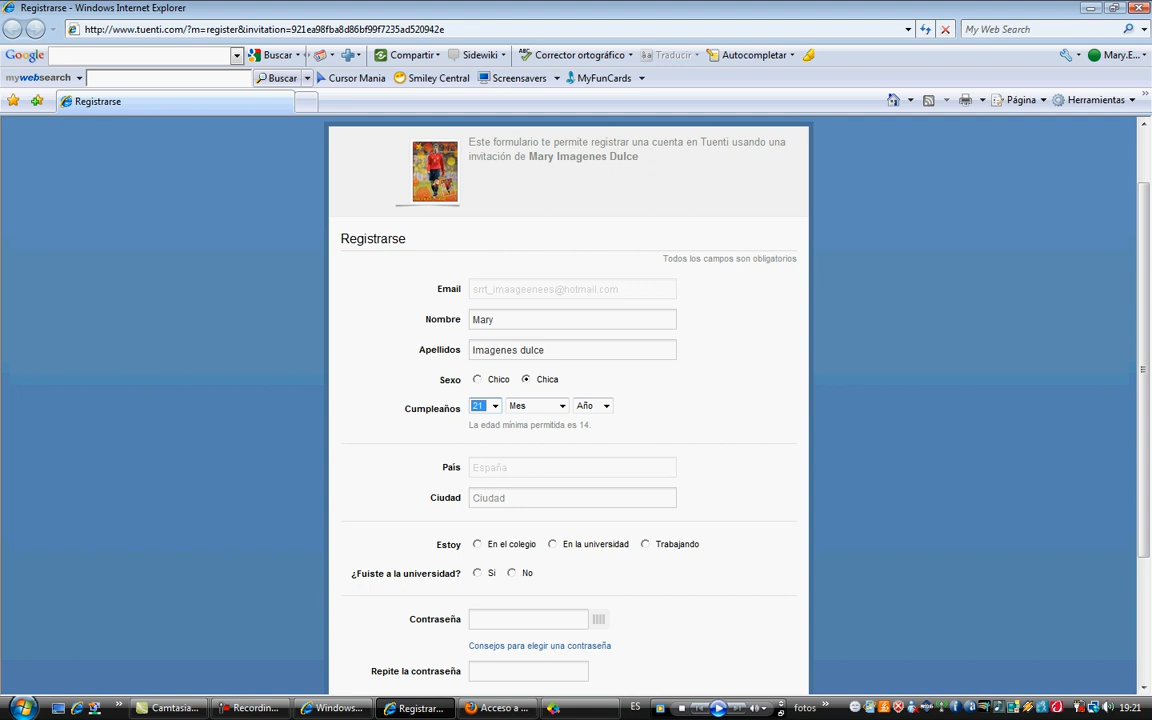 Registrarse - Windows Internet Explorer
http://www.tuenti.com/?m=register&invitation=921ea98fba8d86bf99f7235ad520942e
My Web Search
Google Buscar Compartir Sidewiki Corrector ortográfico Traducir Autocompletar Mary.E...
mywebsearch Buscar Cursor Mania Smiley Central Screensavers MyFunCards
Registrarse Página Herramientas
Este formulario te permite registrar una cuenta en Tuenti usando una
invitación de Mary Imagenes Dulce
Registrarse
Todos los campos son obligatorios
Email srrt_imaageenees@hotmail.com
Nombre Mary
Apellidos Imagenes dulce
Sexo Chico Chica
Cumpleaños 21 Mes Año
La edad mínima permitida es 14.
País España
Ciudad Ciudad
Estoy En el colegio En la universidad Trabajando
¿Fuiste a la universidad? Si No
Contraseña
Consejos para elegir una contraseña
Repite la contraseña
Camtasia... Recordin... Windows... Registrar... Acceso a ... ES fotos 19:21